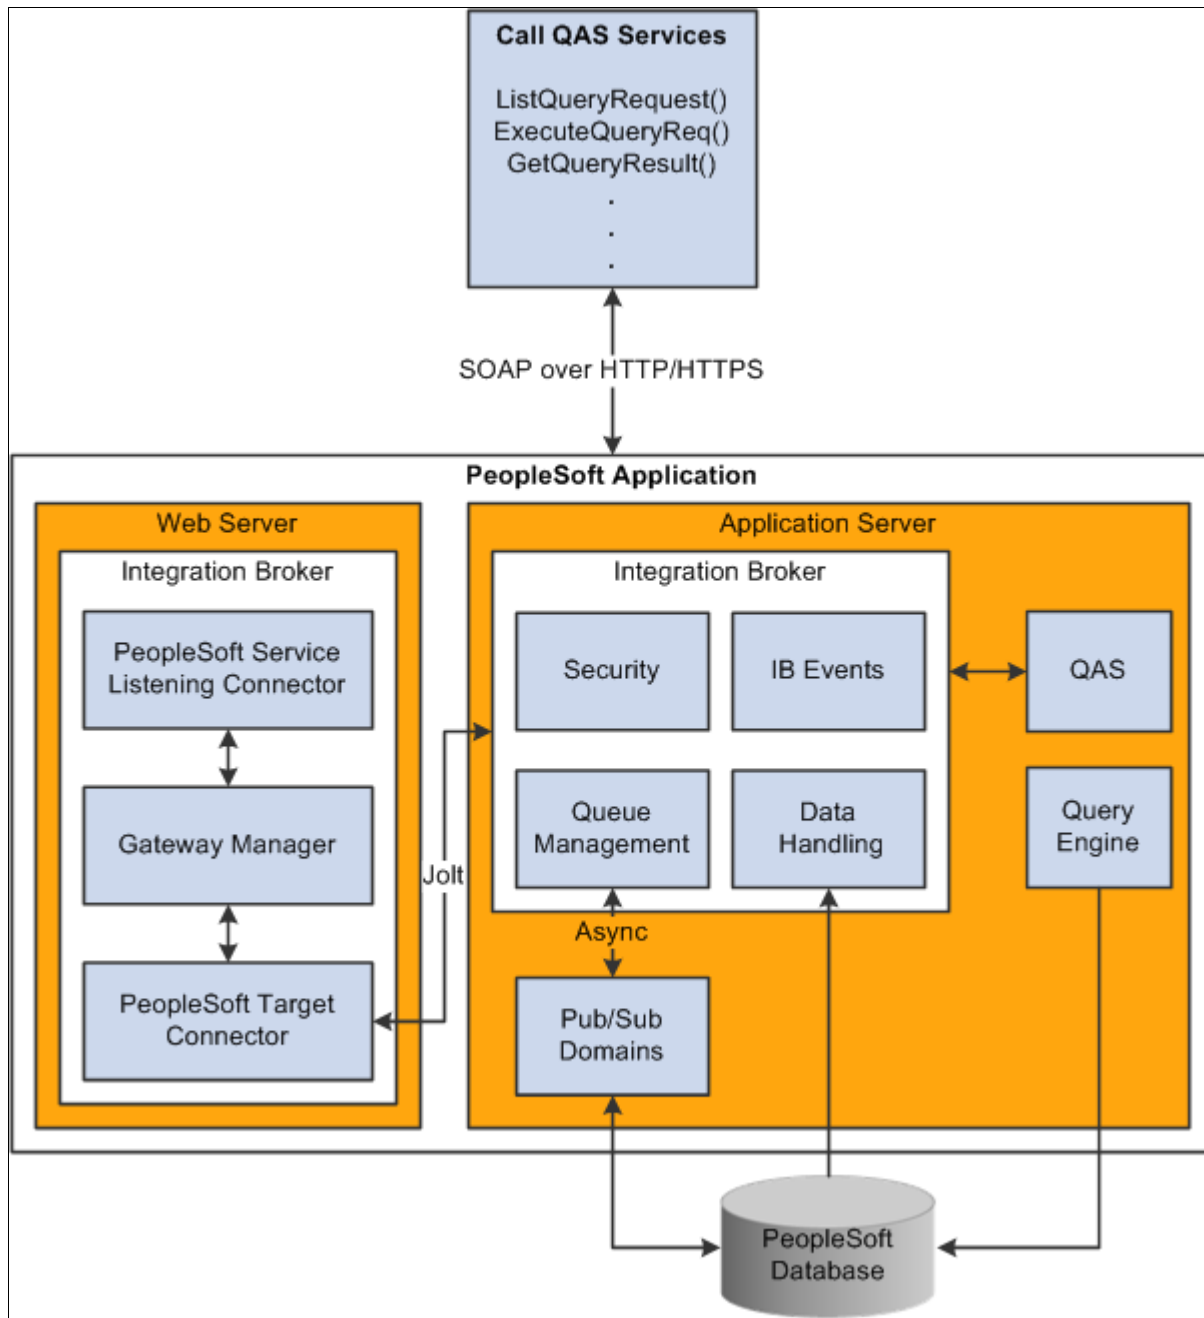 Call QAS Services
ListQueryRequest()
ExecuteQueryReq()
GetQueryResult()
.
.
.
SOAP over HTTP/HTTPS
PeopleSoft Application
Web Server
Integration Broker
PeopleSoft Service
Listening Connector
Gateway Manager
PeopleSoft Target
Connector
Jolt
Application Server
Integration Broker
Security
IB Events
QAS
Queue
Management
Data
Handling
Query
Engine
Async
Pub/Sub
Domains
PeopleSoft
Database